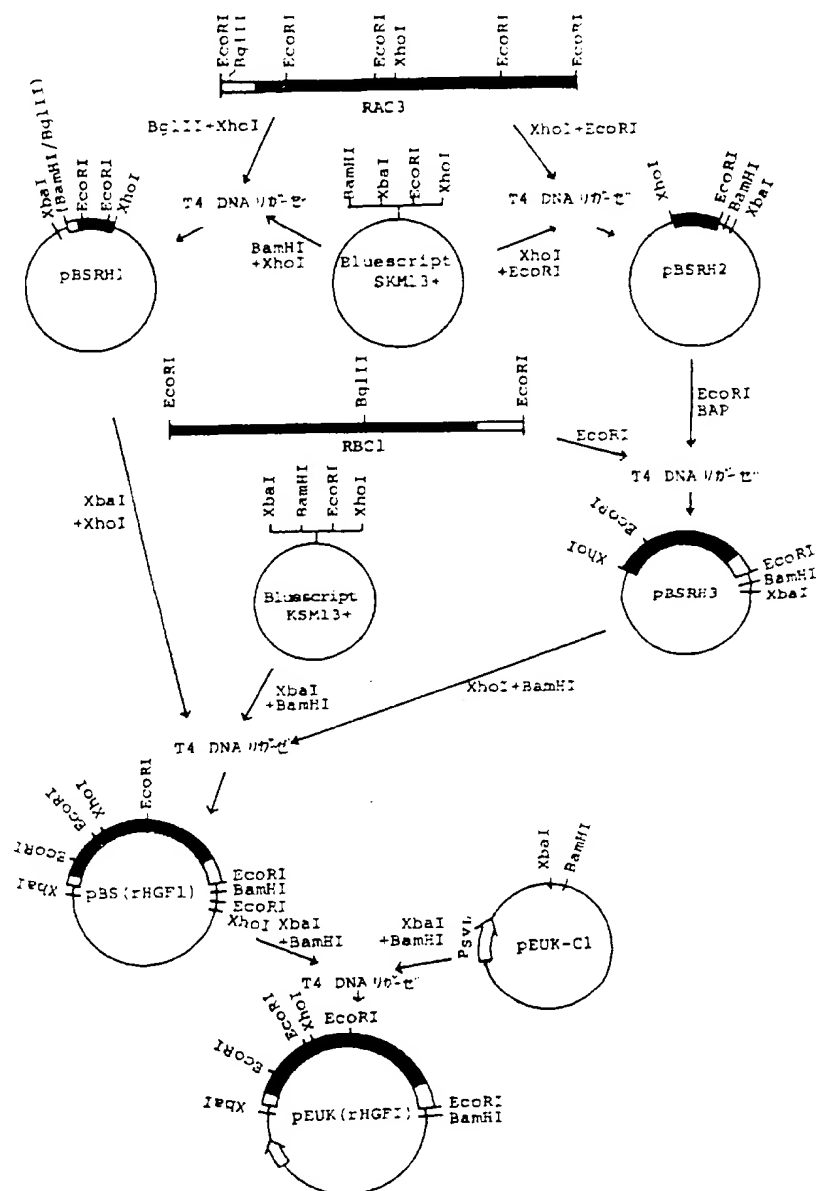 EcoRI
BglII
EcoRI
EcoRI
XhoI
EcoRI
EcoRI
RAC3
BglII+XhoI
XhoI+EcoRI
BamHI
XbaI
EcoRI
XhoI
T4 DNA リガーゼ
T4 DNA リガーゼ
XbaI
(BamHI/BglII)
EcoRI
EcoRI
XhoI
pBSRH1
BamHI
+XhoI
Bluescript
SKM13+
XhoI
+EcoRI
XhoI
EcoRI
BamHI
XbaI
pBSRH2
EcoRI
BglII
EcoRI
RBC1
EcoRI
BAP
EcoRI
T4 DNA リガーゼ
XbaI
+XhoI
XbaI
BamHI
EcoRI
XhoI
Bluescript
KSM13+
EcoRI
XhoI
EcoRI
BamHI
XbaI
pBSRH3
XbaI
+BamHI
XhoI+BamHI
T4 DNA リガーゼ
EcoRI
XhoI
EcoRI
EcoRI
XbaI
pBS(rHGF1)
EcoRI
BamHI
EcoRI
XhoI
XbaI
+BamHI
XbaI
+BamHI
XbaI
BamHI
PSVL
pEUK-C1
T4 DNA リガーゼ
EcoRI
XhoI
EcoRI
EcoRI
XbaI
pEUK(rHGFI)
EcoRI
BamHI